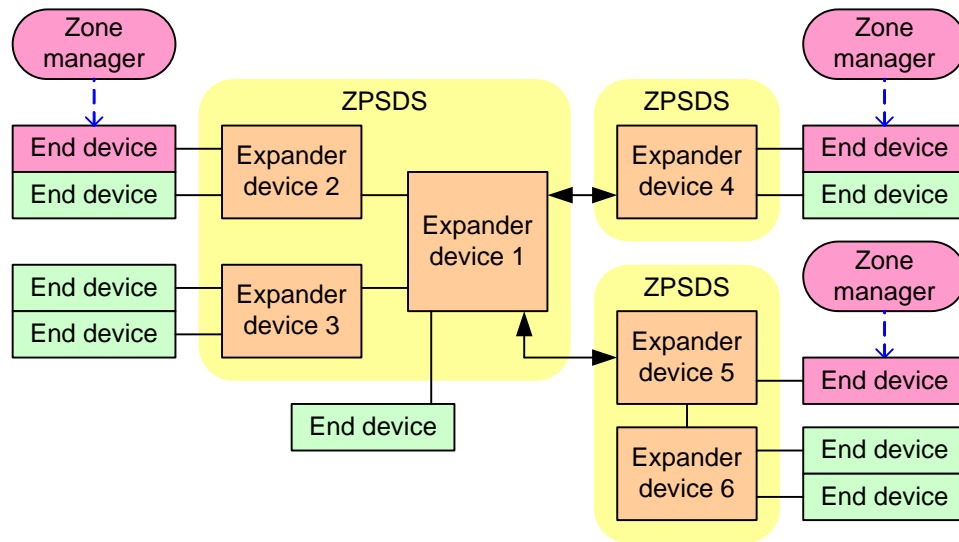 Zone
manager
Zone
manager
ZPSDS
ZPSDS
End device
End device
Expander
device 2
Expander
device 4
End device
End device
Expander
device 1
Zone
manager
End device
End device
Expander
device 3
ZPSDS
Expander
device 5
End device
End device
Expander
device 6
End device
End device